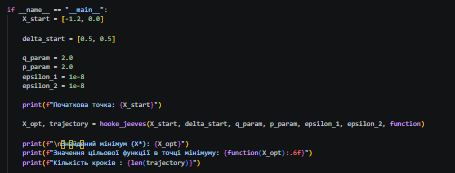 if __name__ == "__main__":
X_start = [-1.2, 0.0]
delta_start = [0.5, 0.5]
q_param = 2.0
p_param = 2.0
epsilon_1 = 1e-8
epsilon_2 = 1e-8
print(f"Початкова точка: {X_start}")
X_opt, trajectory = hooke_jeeves(X_start, delta_start, q_param, p_param, epsilon_1, epsilon_2, function)
print(f"\n мінімум (X*): {X_opt}")
print(f"Значення цільової функції в точці мінімуму: {function(X_opt):.6f}")
print(f"Кількість кроків : {len(trajectory)}")